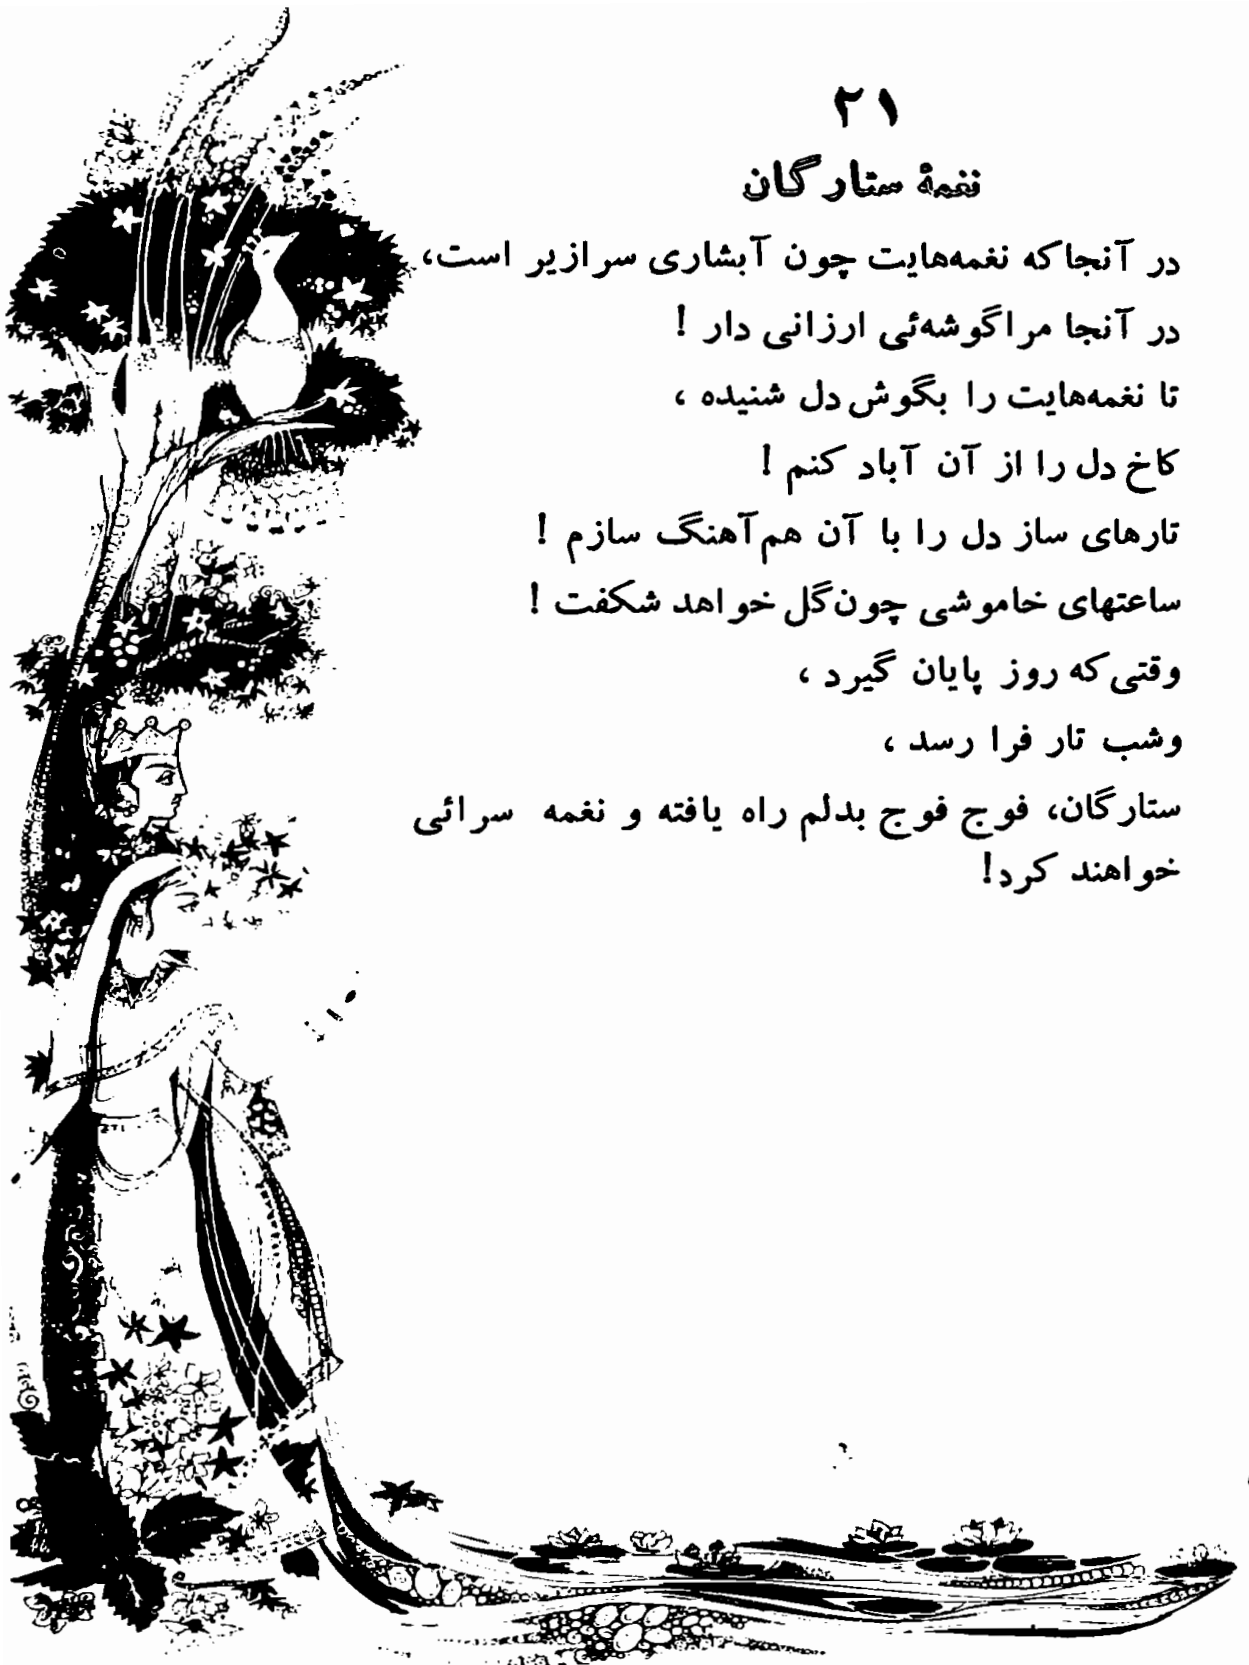 ۲۱
نغمهٔ ستارگان
در آنجاکه نغمه‌هایت چون آبشاری سرازیر است،
در آنجا مراگوشه‌ئی ارزانی دار !
تا نغمه‌هایت را بگوش دل شنیده ،
کاخ دل را از آن آباد کنم !
تارهای ساز دل را با آن هم‌آهنگ سازم !
ساعتهای خاموشی چون‌گل خواهد شکفت !
وقتی‌که روز پایان گیرد ،
وشب تار فرا رسد ،
ستارگان، فوج فوج بدلم راه یافته و نغمه سرائی
خواهند کرد!